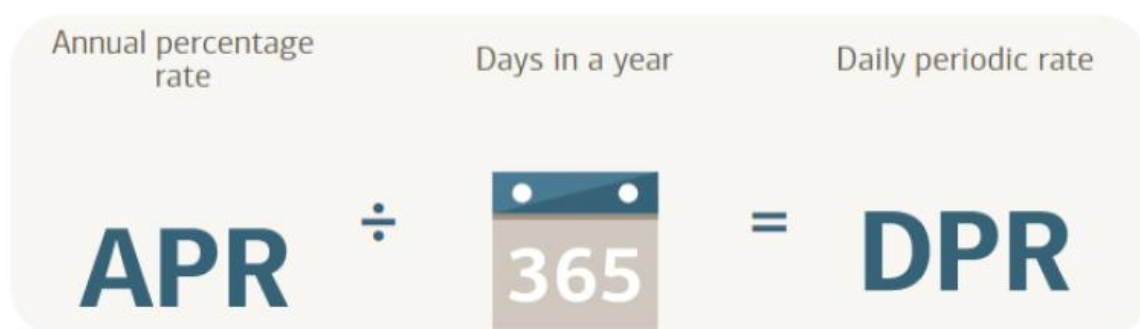 Annual percentage
rate
Days in a year
Daily periodic rate
APR ÷ 365 = DPR